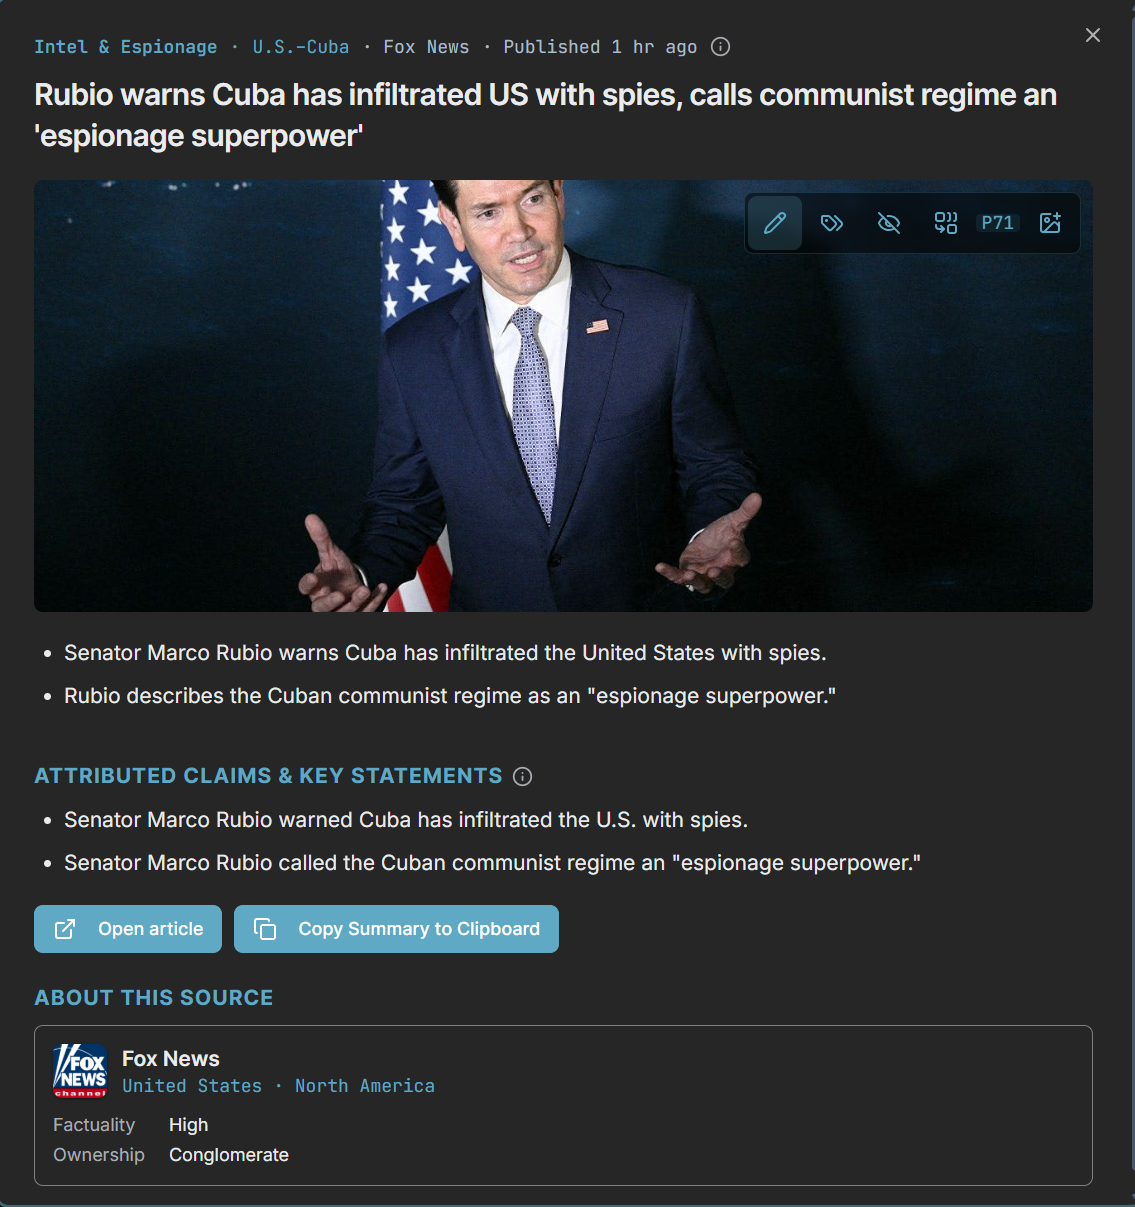 Intel & Espionage · U.S.-Cuba · Fox News · Published 1 hr ago
Rubio warns Cuba has infiltrated US with spies, calls communist regime an
'espionage superpower'
P71
• Senator Marco Rubio warns Cuba has infiltrated the United States with spies.
• Rubio describes the Cuban communist regime as an "espionage superpower."
ATTRIBUTED CLAIMS & KEY STATEMENTS
• Senator Marco Rubio warned Cuba has infiltrated the U.S. with spies.
• Senator Marco Rubio called the Cuban communist regime an "espionage superpower."
Open article
Copy Summary to Clipboard
ABOUT THIS SOURCE
FOX
NEWS
channel
Fox News
United States · North America
Factuality High
Ownership Conglomerate